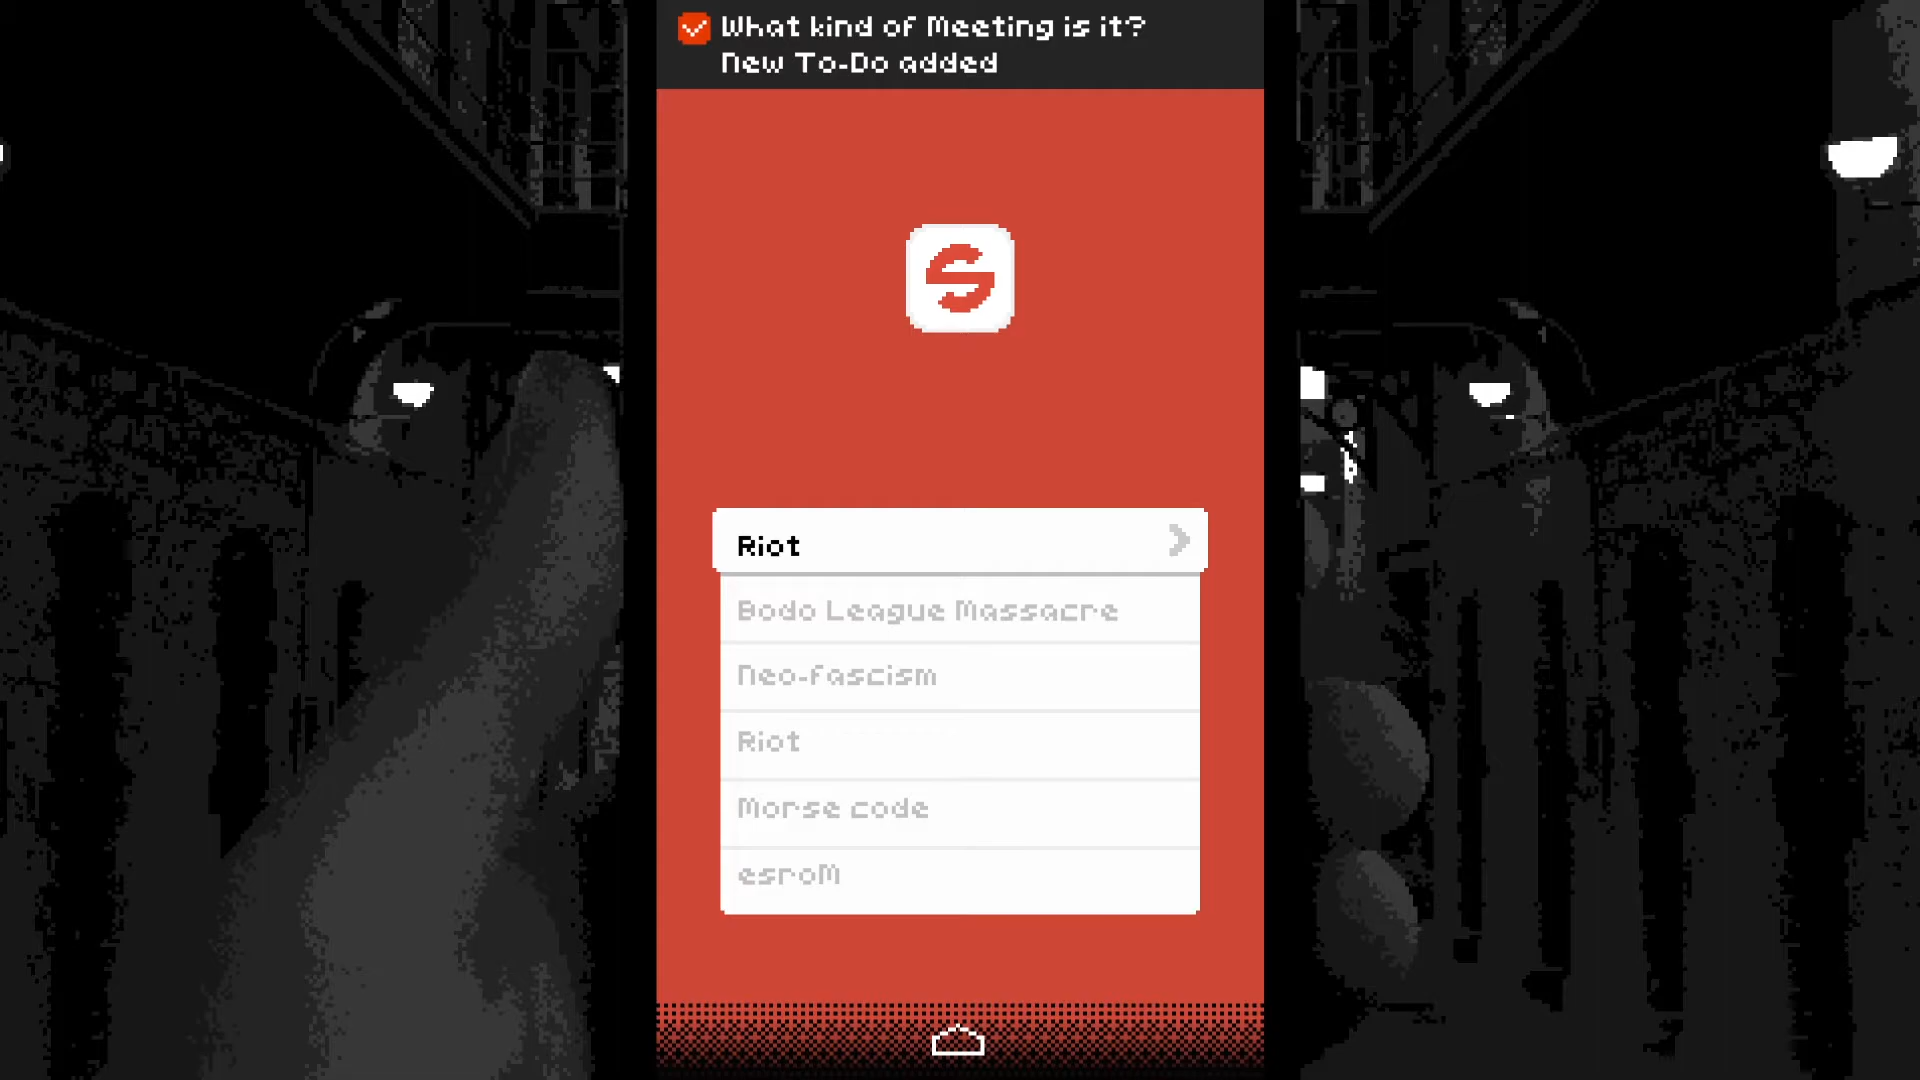 What kind of Meeting is it?
New To-Do added
S
Riot
Bodo League Massacre
Neo-fascism
Riot
Morse code
esroM